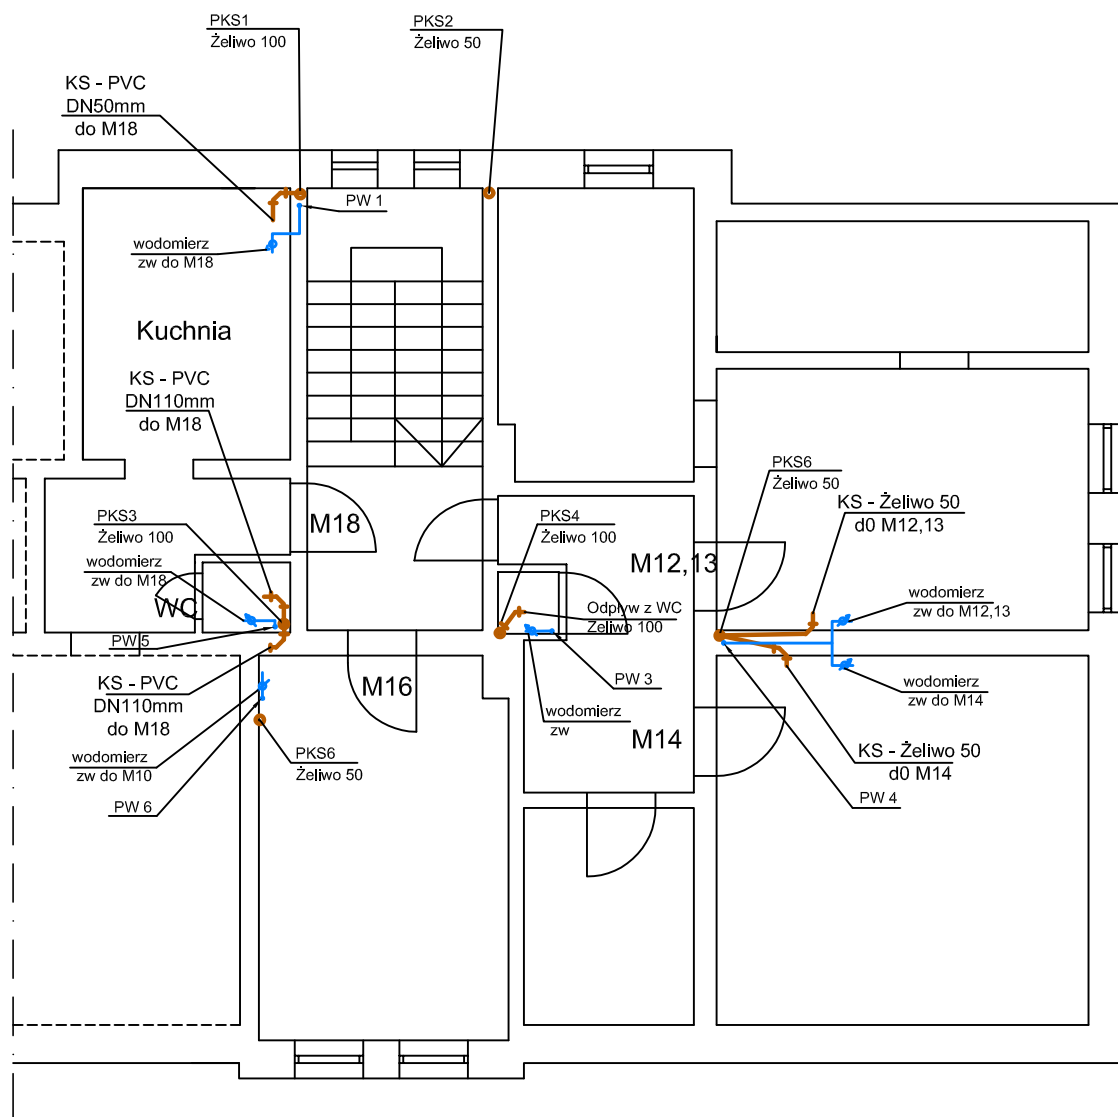 PKS1
Żeliwo 100
PKS2
Żeliwo 50
KS - PVC
DN50mm
do M18
PW 1
wodomierz
zw do M18
Kuchnia
KS - PVC
DN110mm
do M18
PKS6
Żeliwo 50
KS - Żeliwo 50
d0 M12,13
PKS3
Żeliwo 100
M18
PKS4
Żeliwo 100
M12,13
wodomierz
zw do M18
WC
Odpływ z WC
Żeliwo 100
wodomierz
zw do M12,13
PW 5
KS - PVC
DN110mm
do M18
M16
PW 3
wodomierz
zw
wodomierz
zw do M14
M14
wodomierz
zw do M10
PKS6
Żeliwo 50
KS - Żeliwo 50
d0 M14
PW 6
PW 4